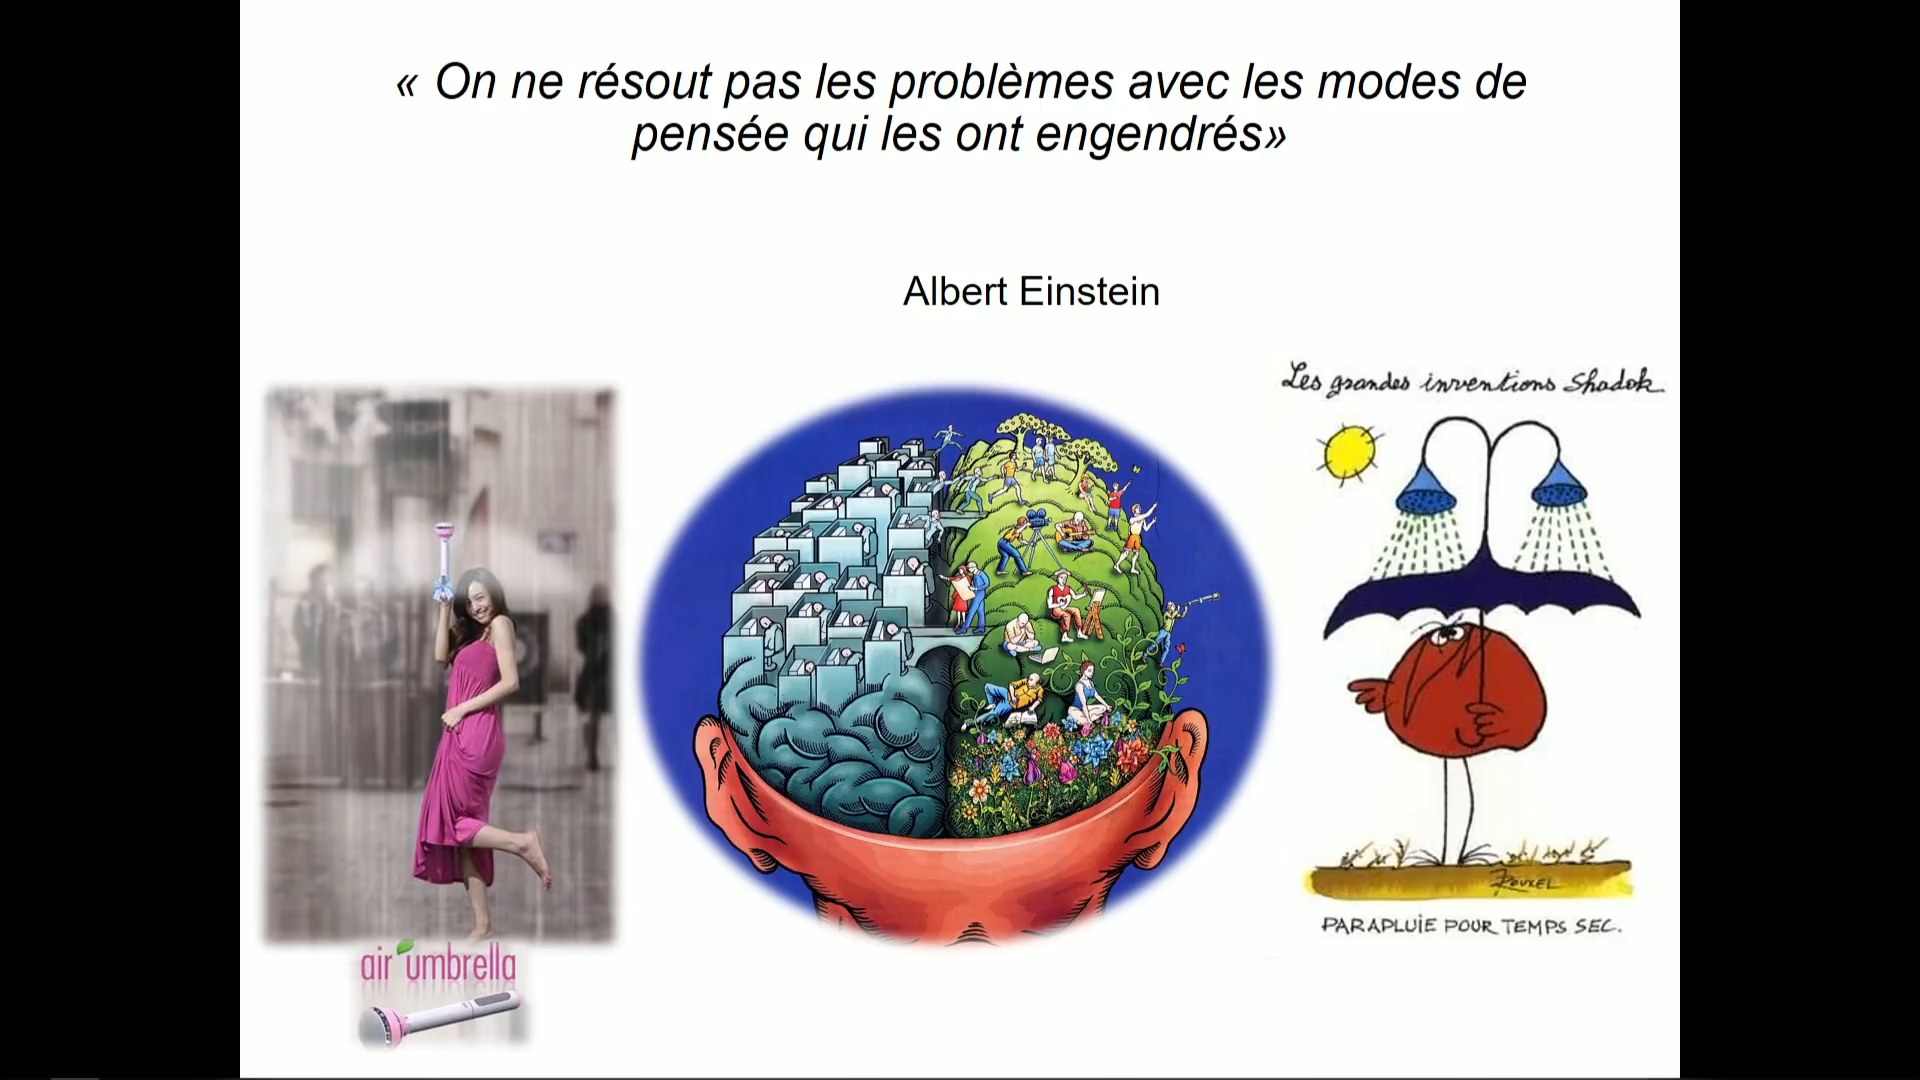 « On ne résout pas les problèmes avec les modes de
pensée qui les ont engendrés»
Albert Einstein
Les grandes inventions Shadok
ROUXEL
PARAPLUIE POUR TEMPS SEC.
air umbrella